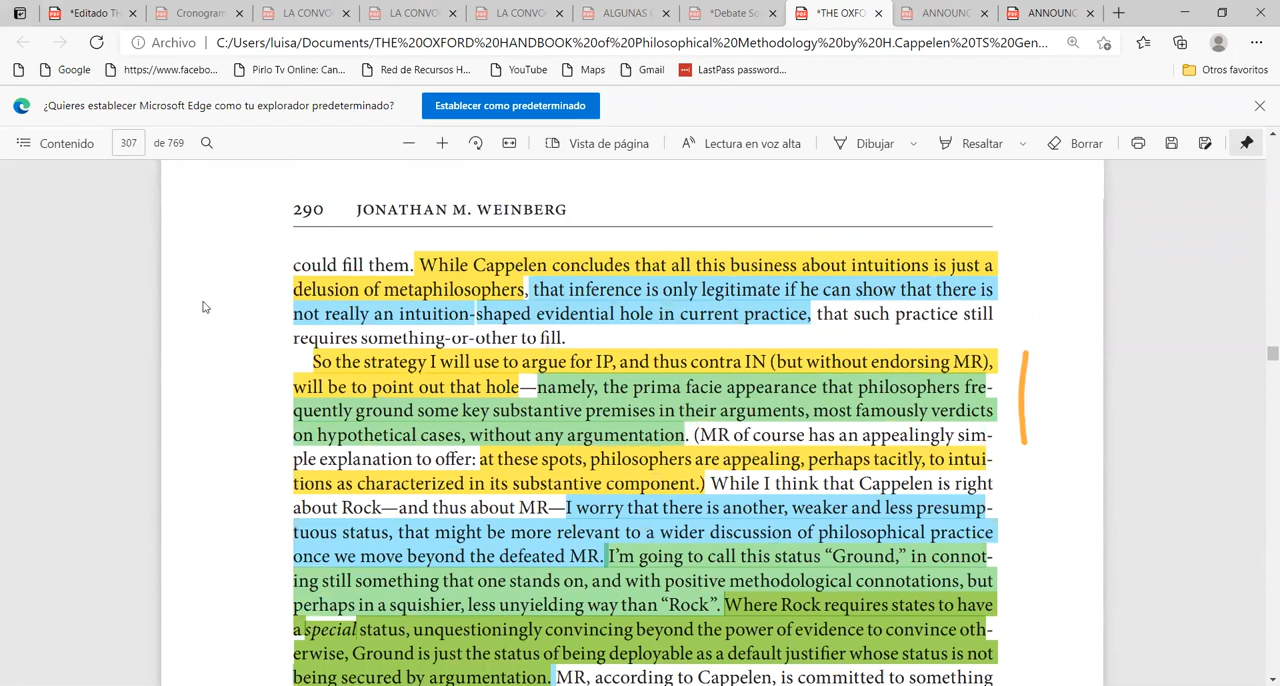 *Editado TH
Cronogram
LA CONVO
LA CONVO
LA CONVO
ALGUNAS
*Debate So
*THE OXFO
ANNOUNC
ANNOUNC
Archivo C:/Users/luisa/Documents/THE%20OXFORD%20HANDBOOK%20of%20Philosophical%20Methodology%20by%20H.Cappelen%20TS%20Gen...
Google https://www.facebo... Pirlo Tv Online: Can... Red de Recursos H... YouTube Maps Gmail LastPass password... Otros favoritos
¿Quieres establecer Microsoft Edge como tu explorador predeterminado? Establecer como predeterminado
Contenido 307 de 769 Vista de página Lectura en voz alta Dibujar Resaltar Borrar
290 JONATHAN M. WEINBERG
could fill them. While Cappelen concludes that all this business about intuitions is just a
delusion of metaphilosophers, that inference is only legitimate if he can show that there is
not really an intuition-shaped evidential hole in current practice, that such practice still
requires something-or-other to fill.
So the strategy I will use to argue for IP, and thus contra IN (but without endorsing MR),
will be to point out that hole—namely, the prima facie appearance that philosophers fre-
quently ground some key substantive premises in their arguments, most famously verdicts
on hypothetical cases, without any argumentation. (MR of course has an appealingly sim-
ple explanation to offer: at these spots, philosophers are appealing, perhaps tacitly, to intui-
tions as characterized in its substantive component.) While I think that Cappelen is right
about Rock—and thus about MR—I worry that there is another, weaker and less presump-
tuous status, that might be more relevant to a wider discussion of philosophical practice
once we move beyond the defeated MR. I'm going to call this status “Ground,” in connot-
ing still something that one stands on, and with positive methodological connotations, but
perhaps in a squishier, less unyielding way than “Rock”. Where Rock requires states to have
a special status, unquestioningly convincing beyond the power of evidence to convince oth-
erwise, Ground is just the status of being deployable as a default justifier whose status is not
being secured by argumentation. MR, according to Cappelen, is committed to something